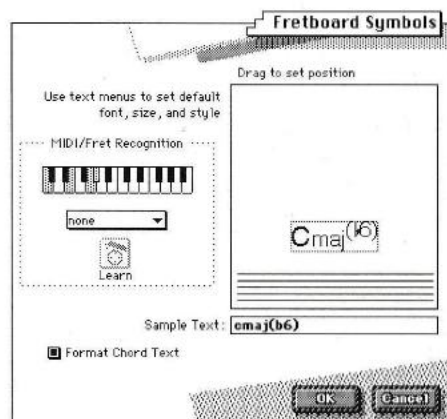 Fretboard Symbols
Drag to set position
Use text menus to set default
font, size, and style
MIDI/Fret Recognition
none
Learn
Cmaj(b6)
Sample Text: cmaj(b6)
Format Chord Text
OK
Cancel